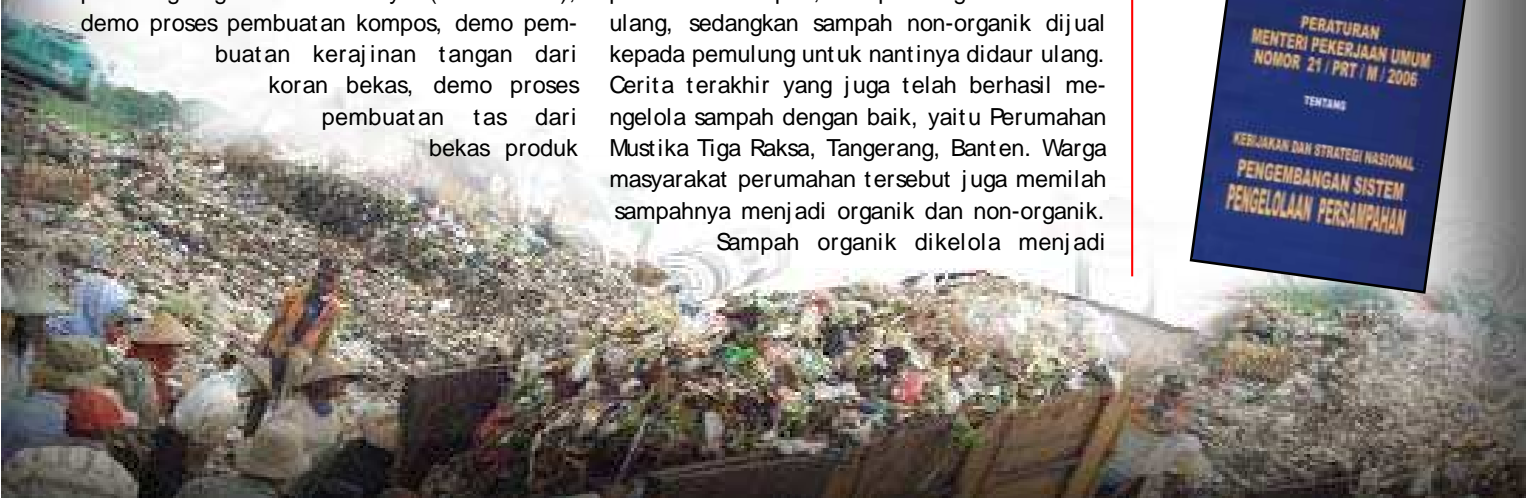 demo proses pembuatan kompos, demo pem-
buatan kerajinan tangan dari
koran bekas, demo proses
pembuatan tas dari
bekas produk
ulang, sedangkan sampah non-organik dijual
kepada pemulung untuk nantinya didaur ulang.
Cerita terakhir yang juga telah berhasil me-
ngelola sampah dengan baik, yaitu Perumahan
Mustika Tiga Raksa, Tangerang, Banten. Warga
masyarakat perumahan tersebut juga memilah
sampahnya menjadi organik dan non-organik.
Sampah organik dikelola menjadi
PERATURAN
MENTERI PEKERJAAN UMUM
NOMOR 21 / PRT / M / 2006
TENTANG
KEBIJAKAN DAN STRATEGI NASIONAL
PENGEMBANGAN SISTEM
PENGELOLAAN PERSAMPAHAN